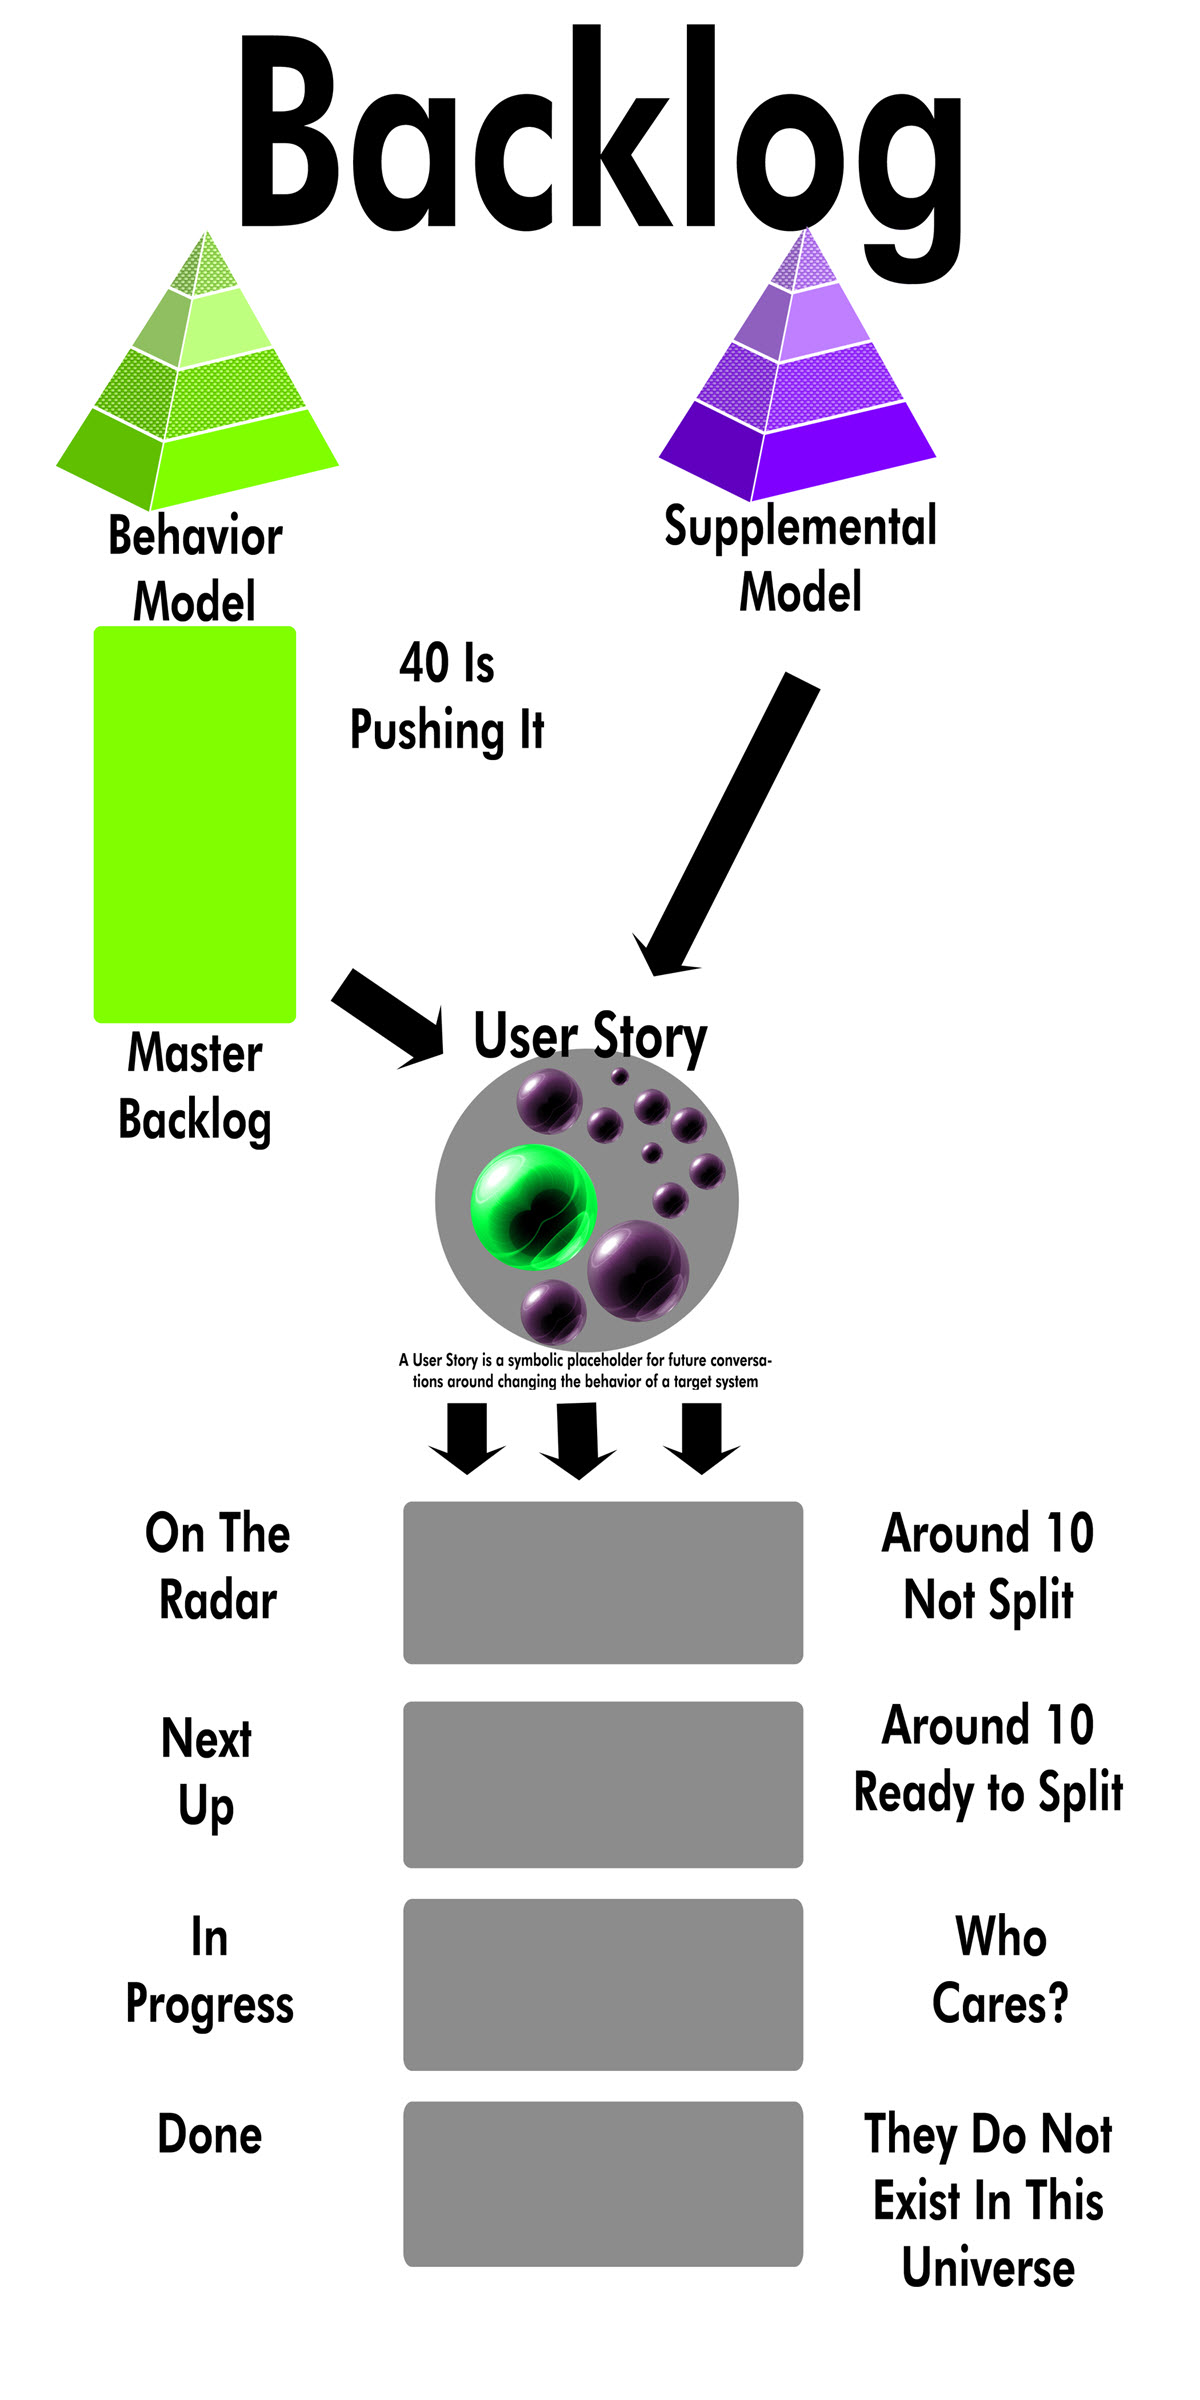 Backlog
Behavior
Model
Supplemental
Model
40 Is
Pushing It
Master
Backlog
User Story
A User Story is a symbolic placeholder for future conversa-
tions around changing the behavior of a target system
On The
Radar
Around 10
Not Split
Next
Up
Around 10
Ready to Split
In
Progress
Who
Cares?
Done
They Do Not
Exist In This
Universe